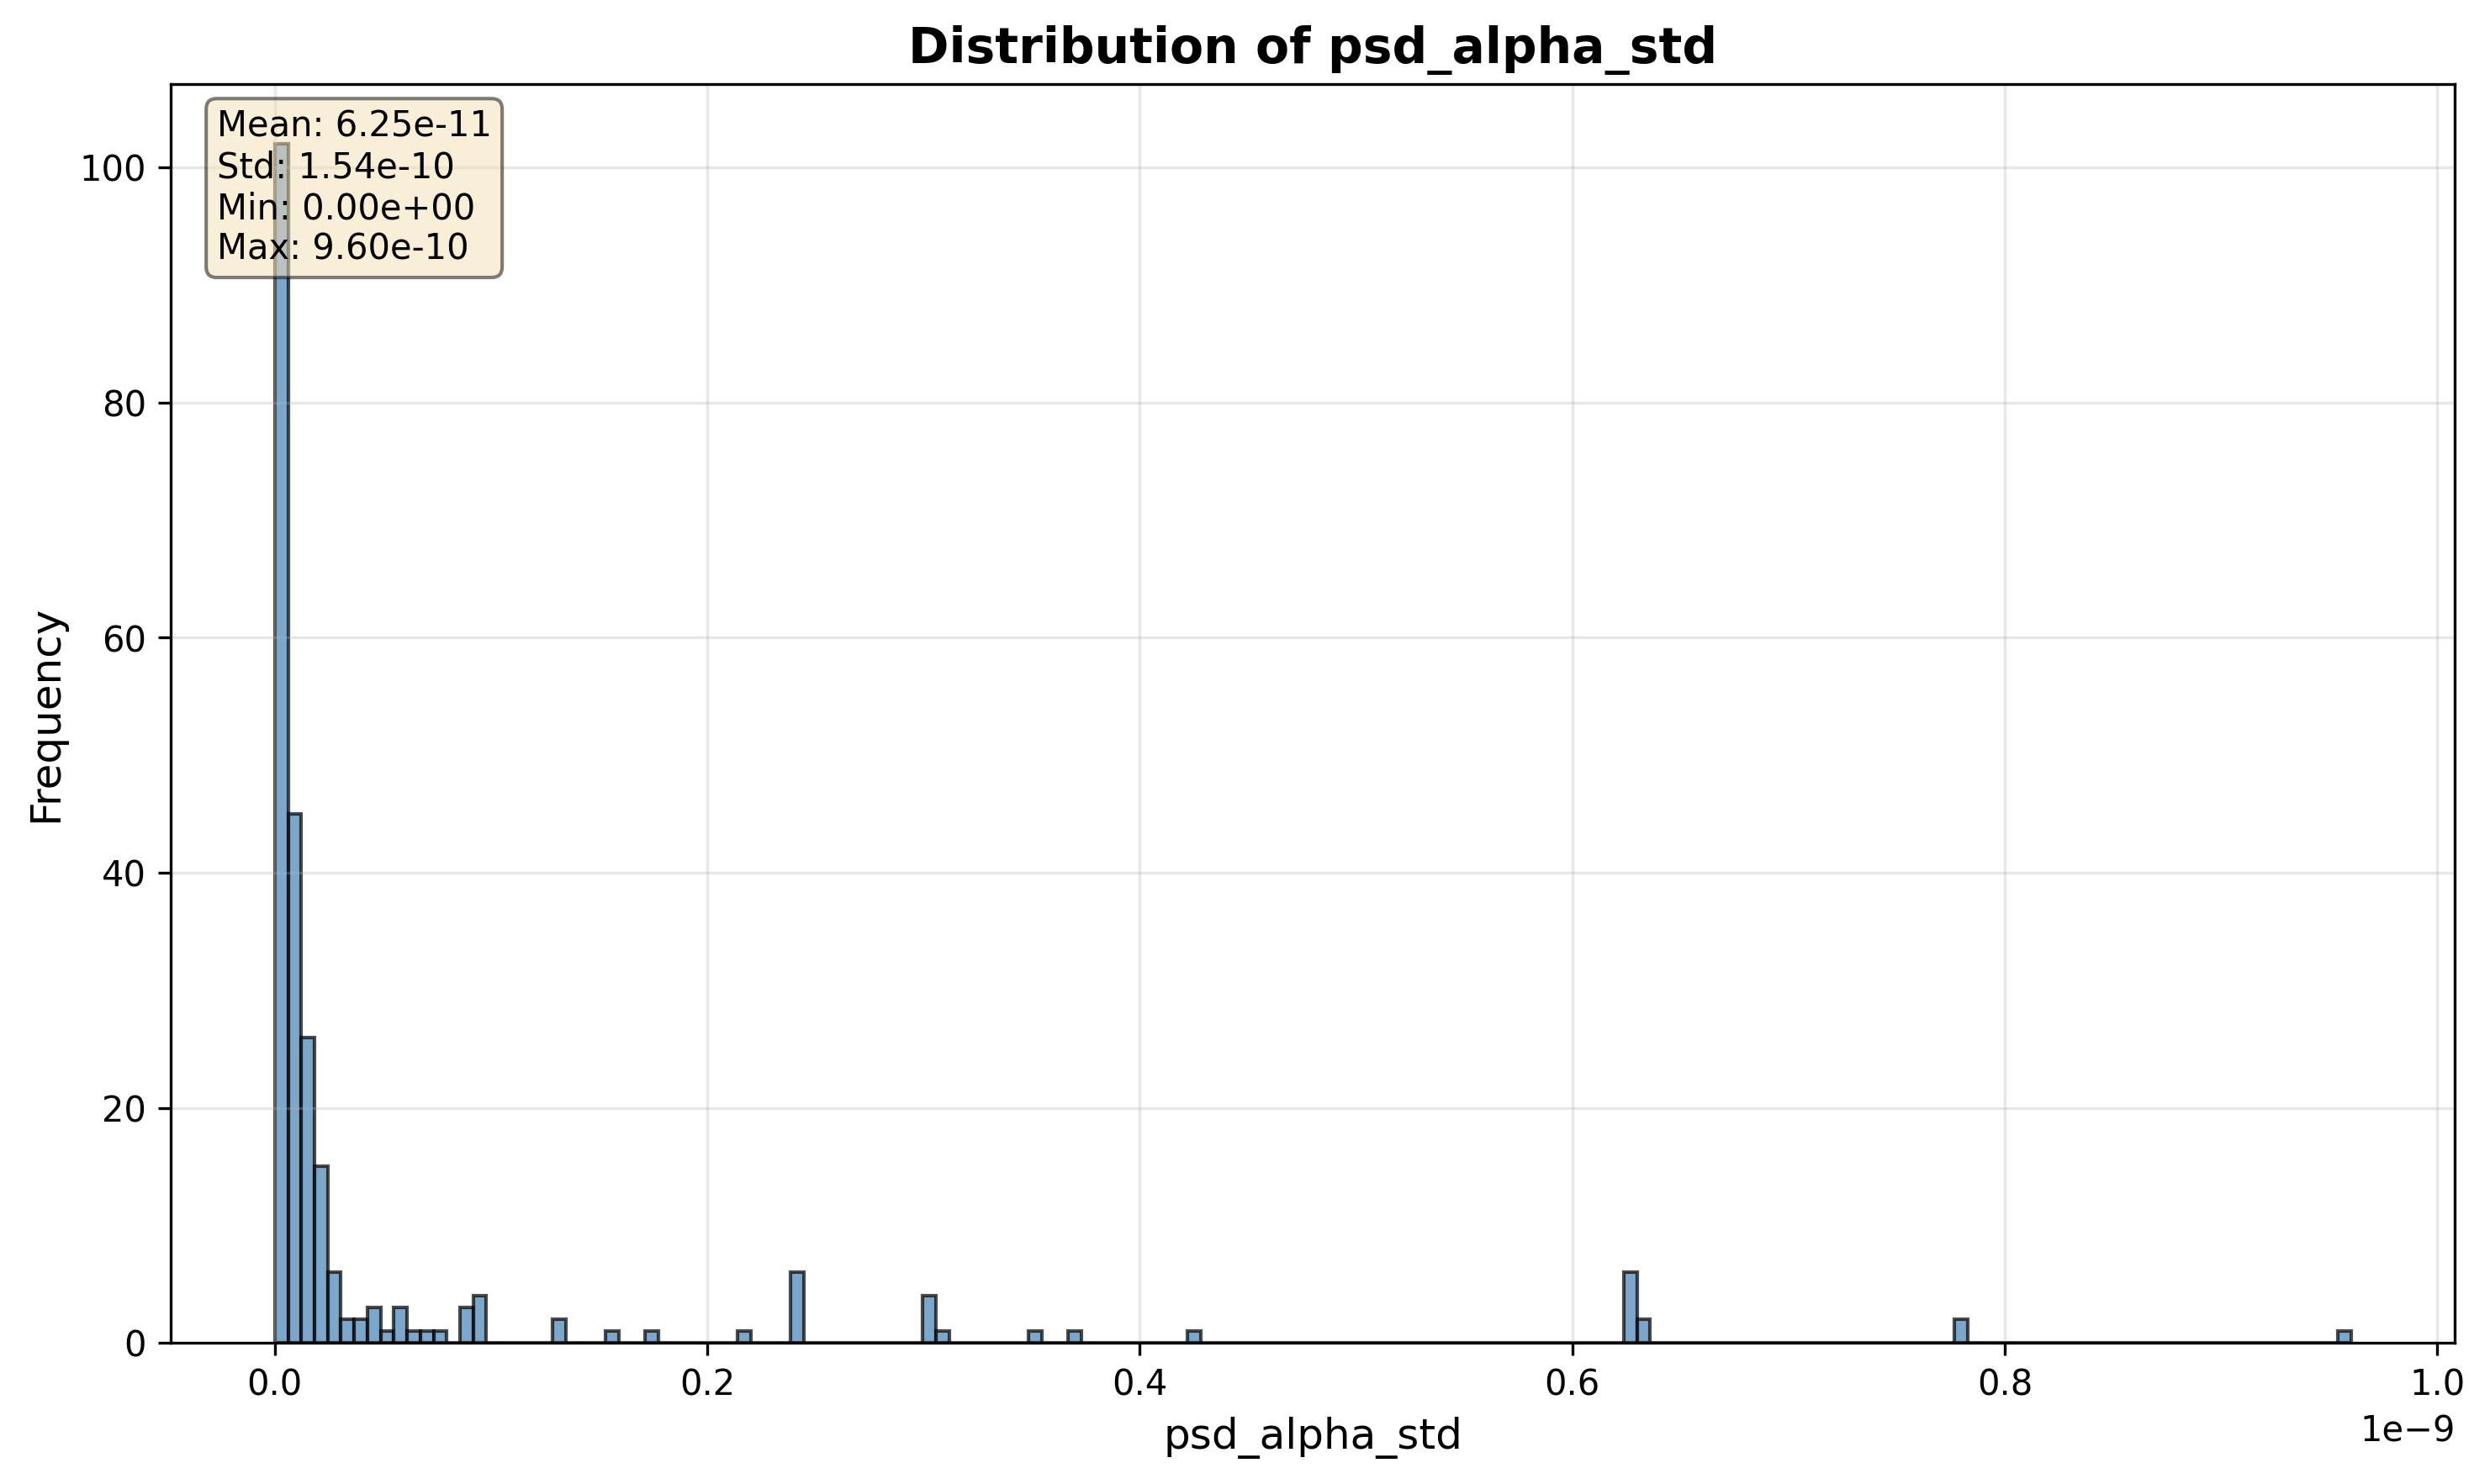 Distribution of psd_alpha_std
Mean: 6.25e-11
Std: 1.54e-10
Min: 0.00e+00
Max: 9.60e-10
100
80
60
40
20
0
Frequency
0.0 0.2 0.4 0.6 0.8 1.0
1e−9
psd_alpha_std